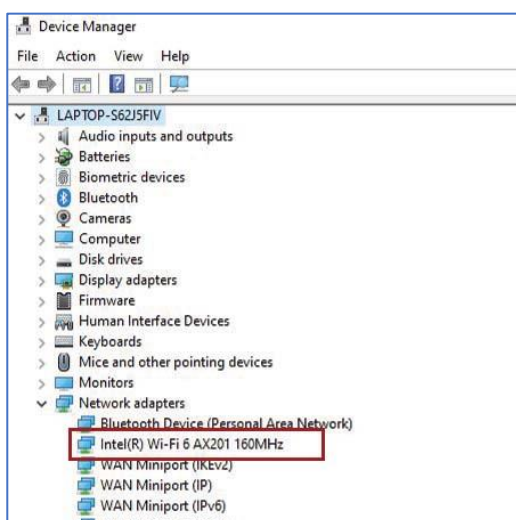 Device Manager
File Action View Help
LAPTOP-S62J5FIV
Audio inputs and outputs
Batteries
Biometric devices
Bluetooth
Cameras
Computer
Disk drives
Display adapters
Firmware
Human Interface Devices
Keyboards
Mice and other pointing devices
Monitors
Network adapters
Bluetooth Device (Personal Area Network)
Intel(R) Wi-Fi 6 AX201 160MHz
WAN Miniport (IKEv2)
WAN Miniport (IP)
WAN Miniport (IPv6)